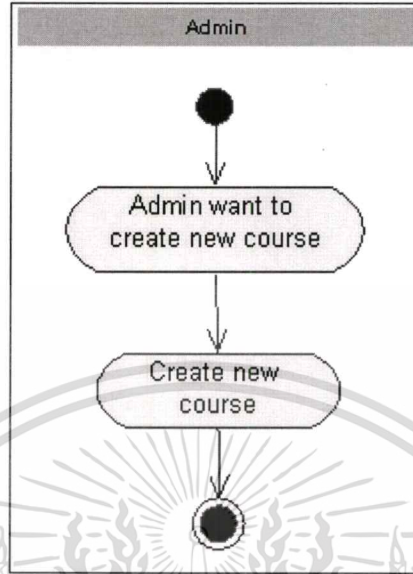 Admin
Admin want to
create new course
Create new
course